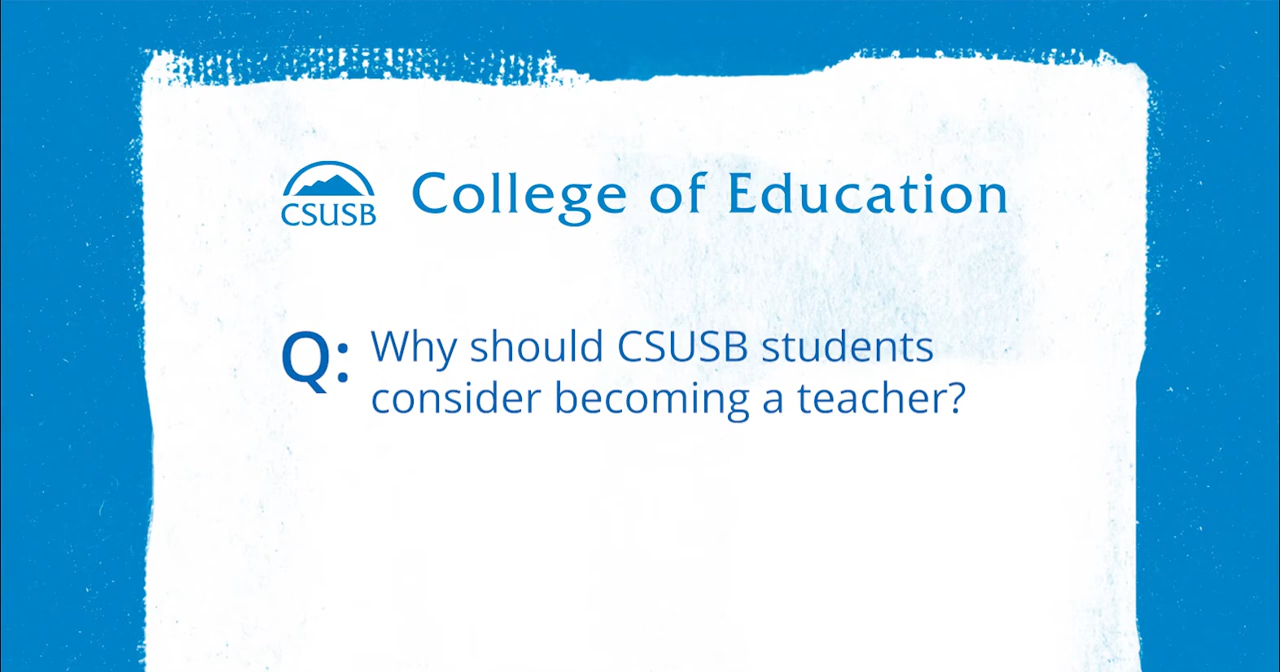 CSUSB
College of Education
Q: Why should CSUSB students
consider becoming a teacher?